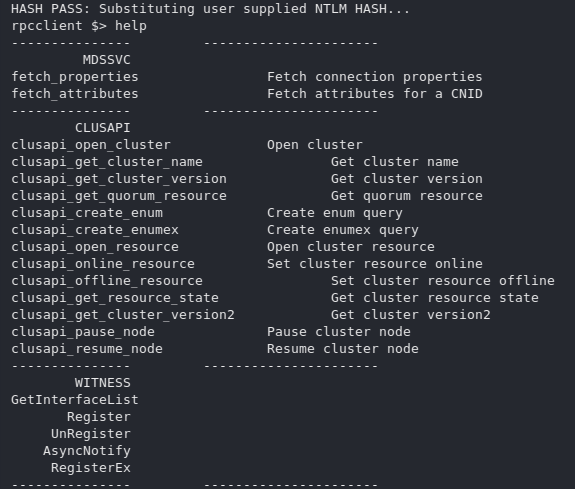 HASH PASS: Substituting user supplied NTLM HASH...
rpcclient $> help
---------------         ----------------------
         MDSSVC
fetch_properties                Fetch connection properties
fetch_attributes                Fetch attributes for a CNID
---------------         ----------------------
        CLUSAPI
clusapi_open_cluster            Open cluster
clusapi_get_cluster_name                Get cluster name
clusapi_get_cluster_version             Get cluster version
clusapi_get_quorum_resource             Get quorum resource
clusapi_create_enum             Create enum query
clusapi_create_enumex           Create enumex query
clusapi_open_resource           Open cluster resource
clusapi_online_resource         Set cluster resource online
clusapi_offline_resource                Set cluster resource offline
clusapi_get_resource_state              Get cluster resource state
clusapi_get_cluster_version2            Get cluster version2
clusapi_pause_node              Pause cluster node
clusapi_resume_node             Resume cluster node
---------------         ----------------------
        WITNESS
GetInterfaceList
       Register
     UnRegister
    AsyncNotify
     RegisterEx
---------------         ----------------------